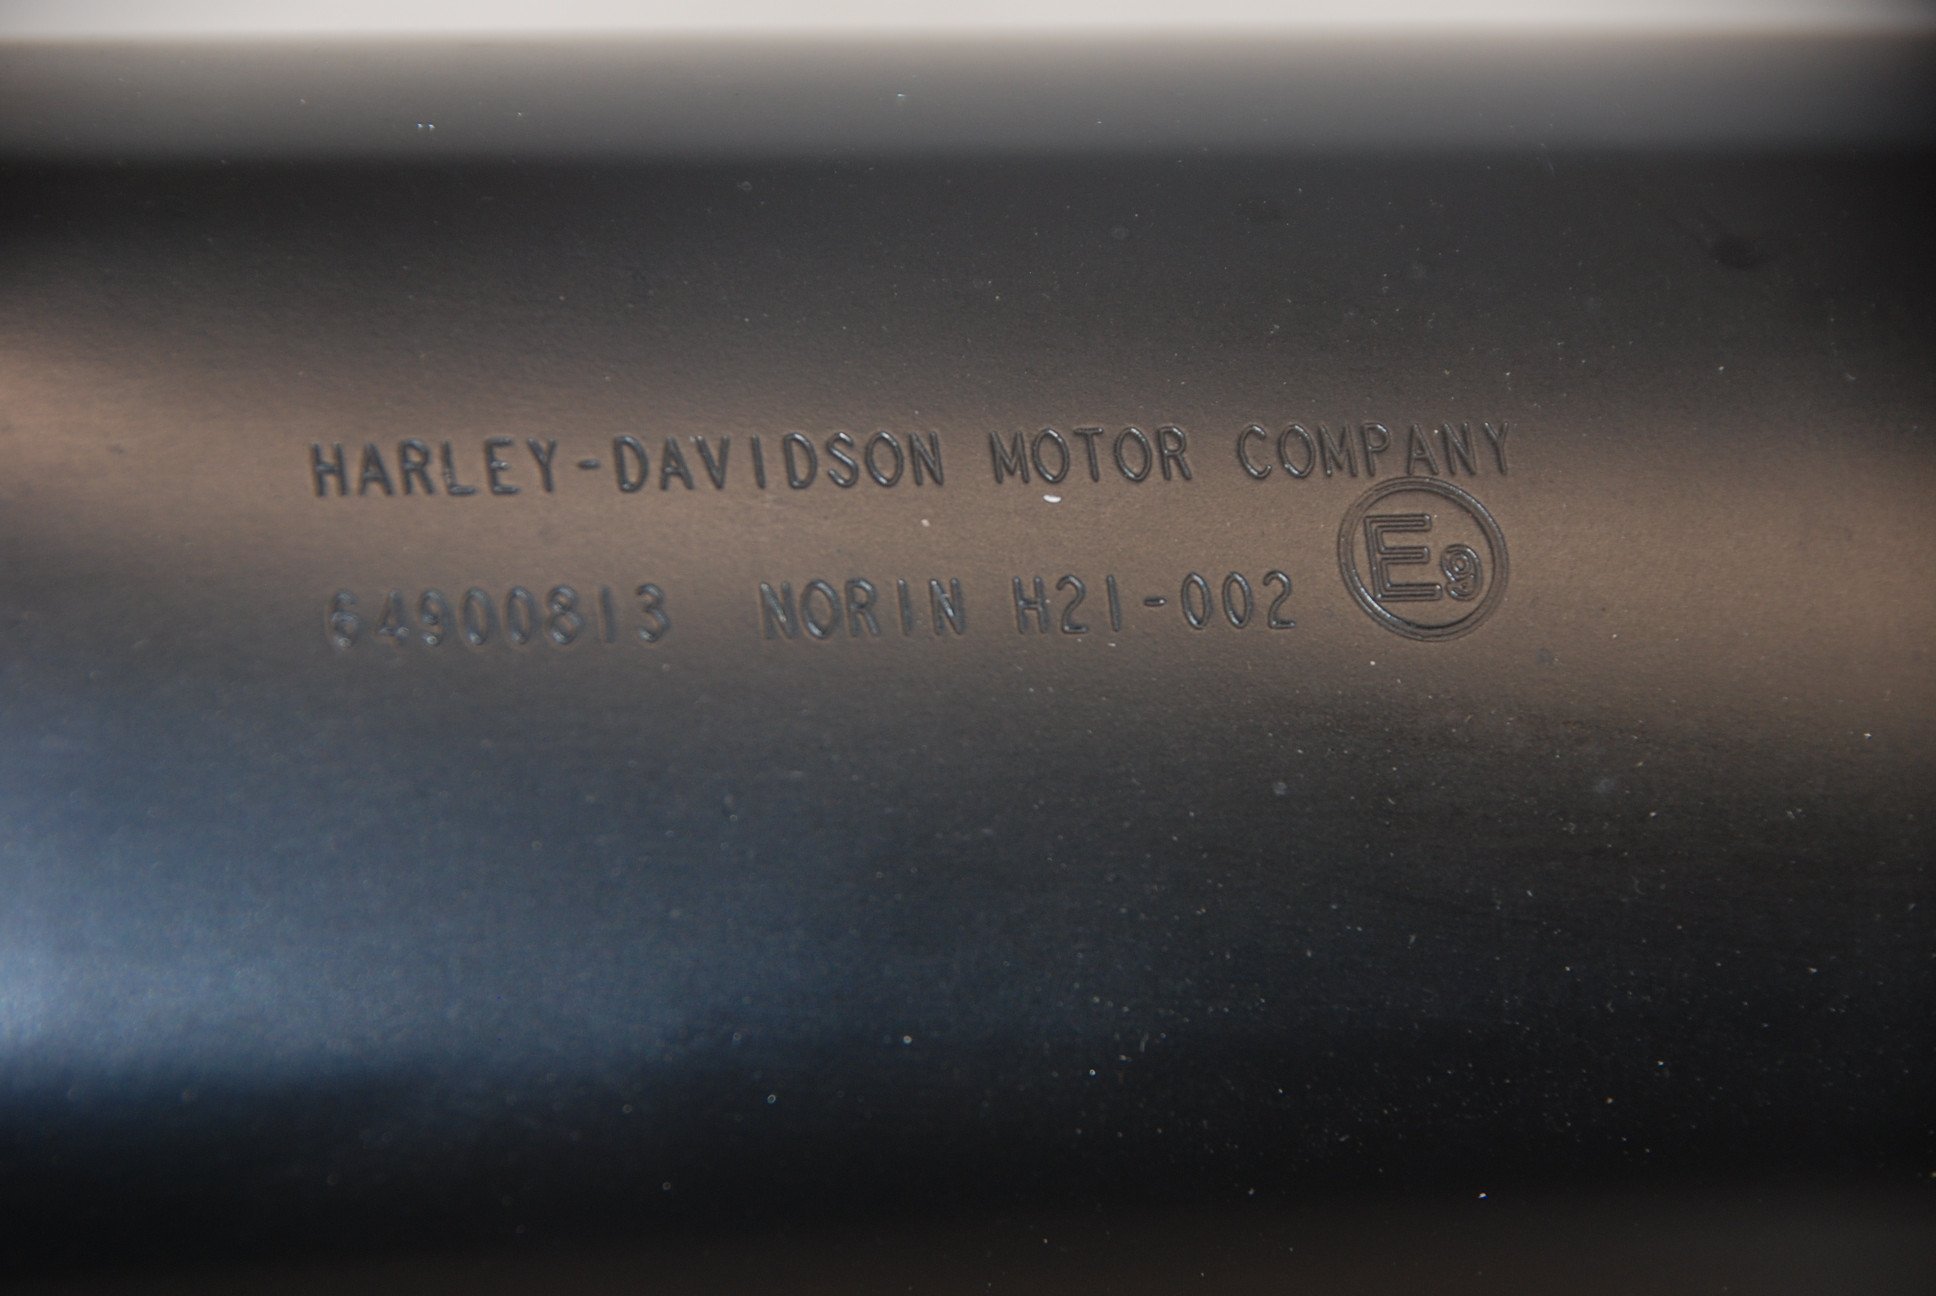 HARLEY-DAVIDSON MOTOR COMPANY
64900813 NORIN H21-002 E9